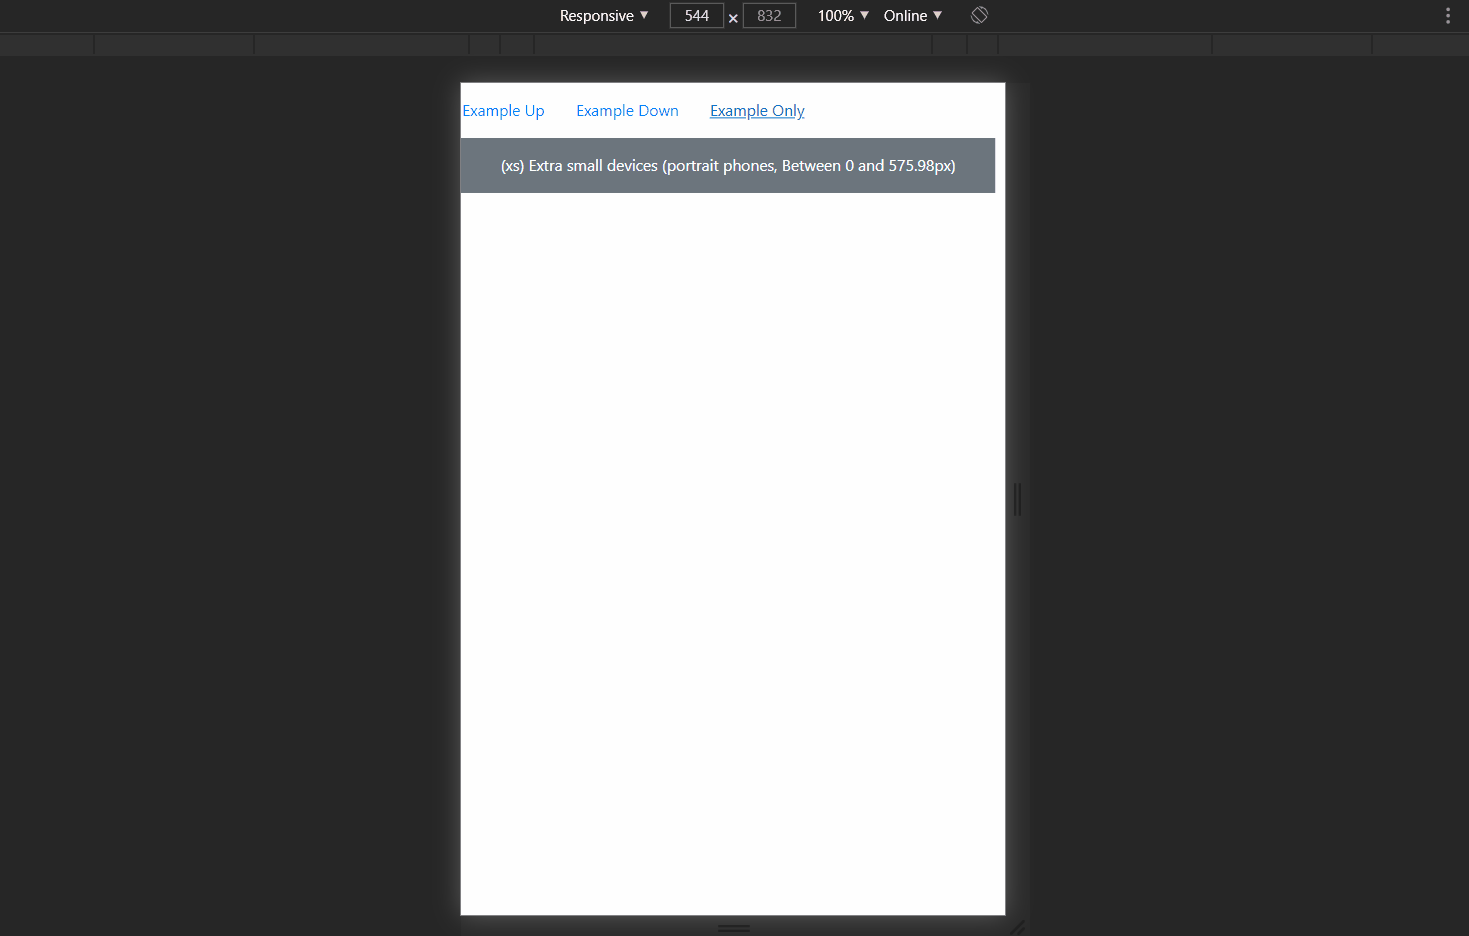 Responsive ▼ 544 × 832 100% ▼ Online ▼
Example Up Example Down Example Only
(xs) Extra small devices (portrait phones, Between 0 and 575.98px)